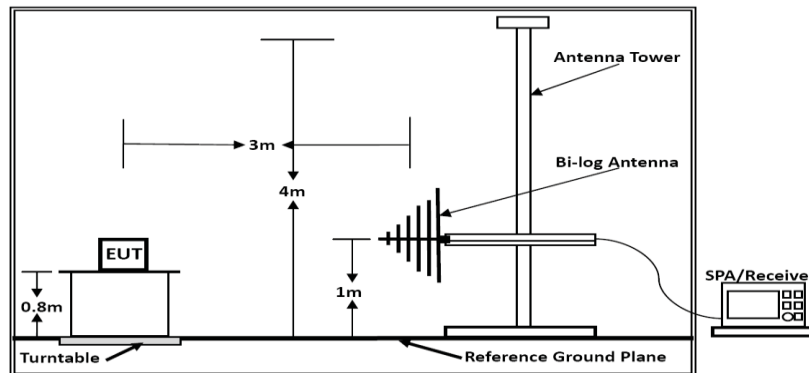 Antenna Tower
3m
Bi-log Antenna
4m
EUT
SPA/Receive
0.8m
1m
Turntable
Reference Ground Plane